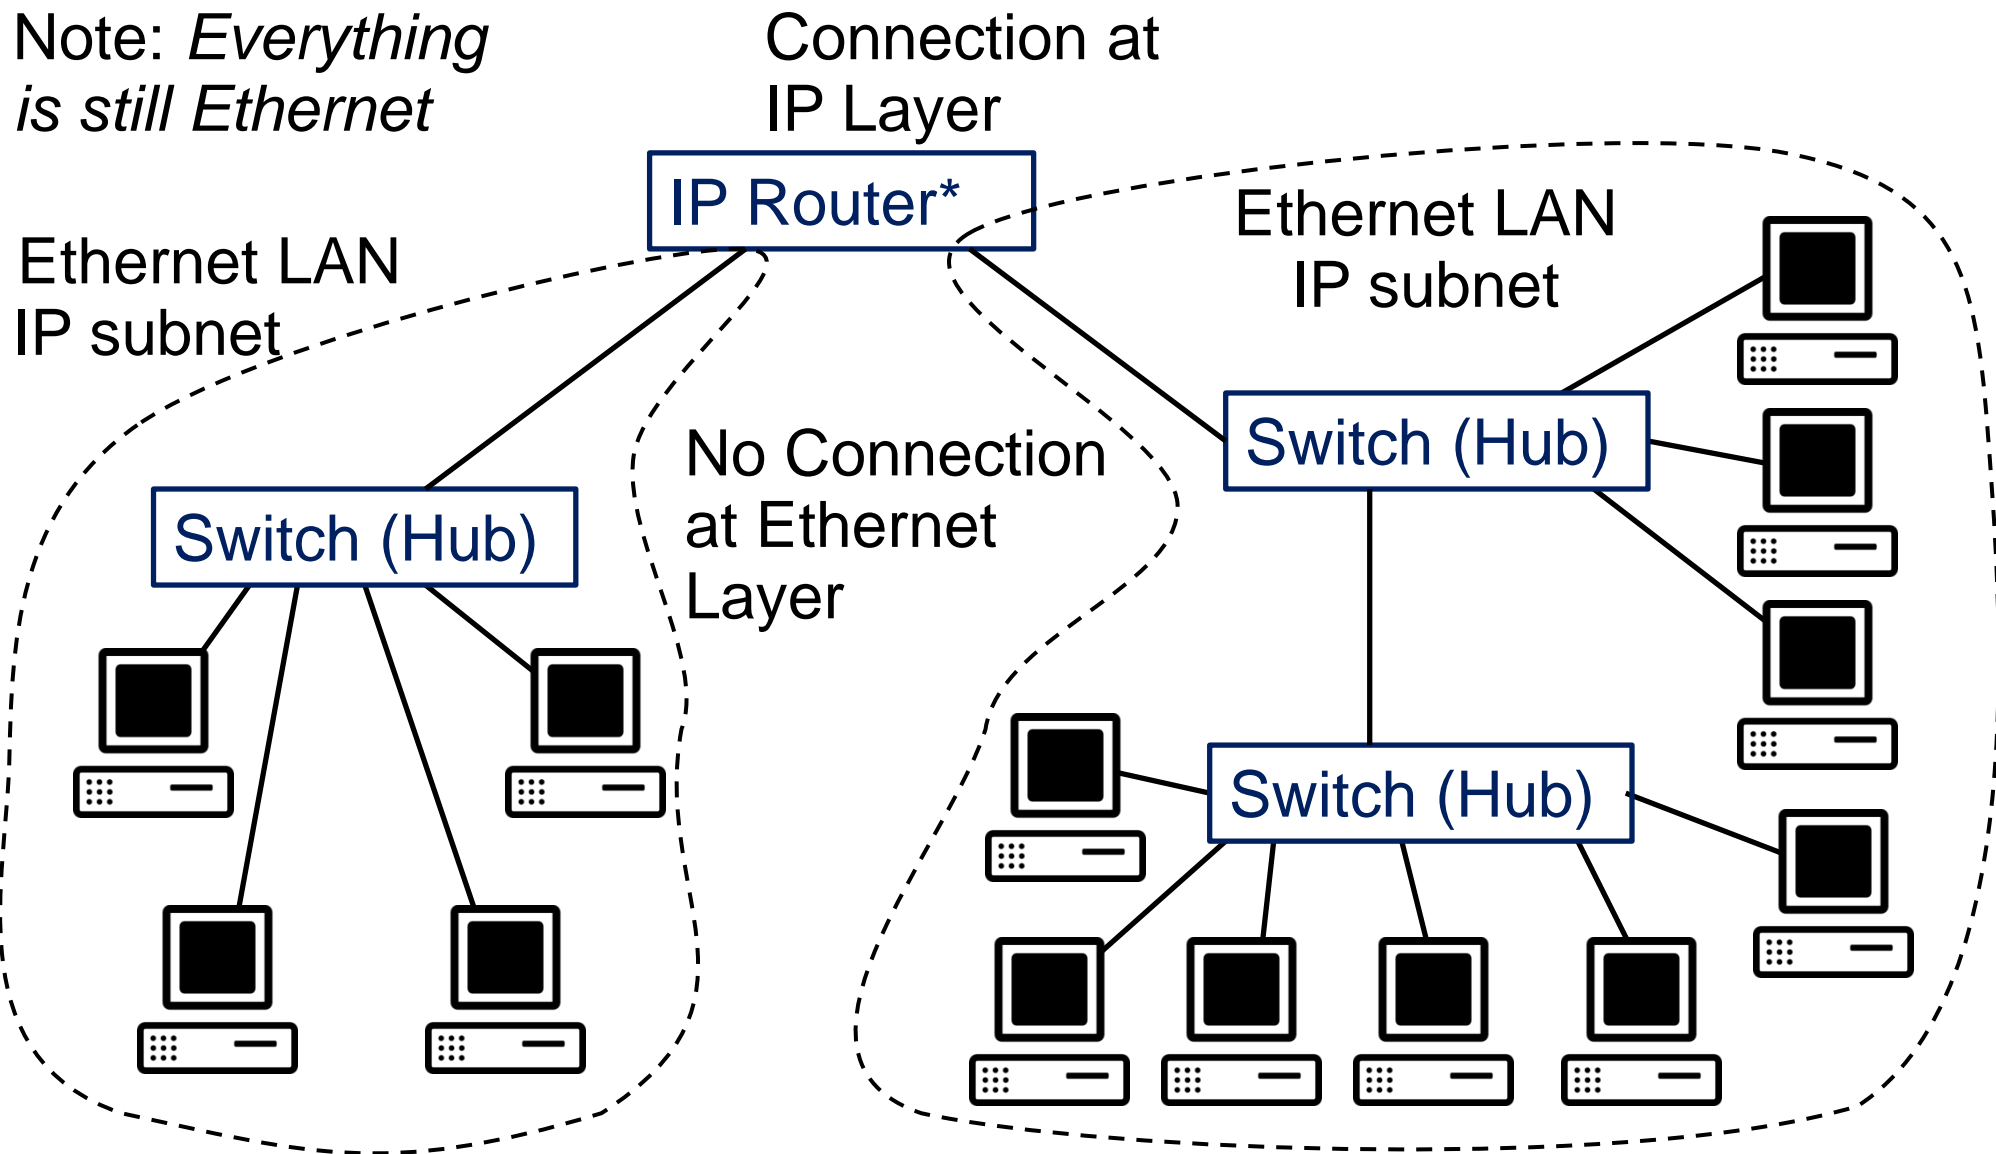 Note: Everything
is still Ethernet
Connection at
IP Layer
IP Router*
Ethernet LAN
IP subnet
Ethernet LAN
IP subnet
Switch (Hub)
No Connection
at Ethernet
Layer
Switch (Hub)
Switch (Hub)